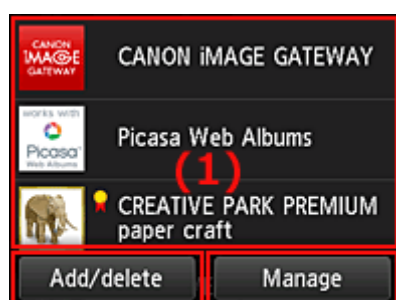 CANON
iMAGE
GATEWAY
CANON iMAGE GATEWAY
works with
Picasa
Web Albums
Picasa Web Albums
(1)
CREATIVE PARK PREMIUM
paper craft
Add/delete
Manage